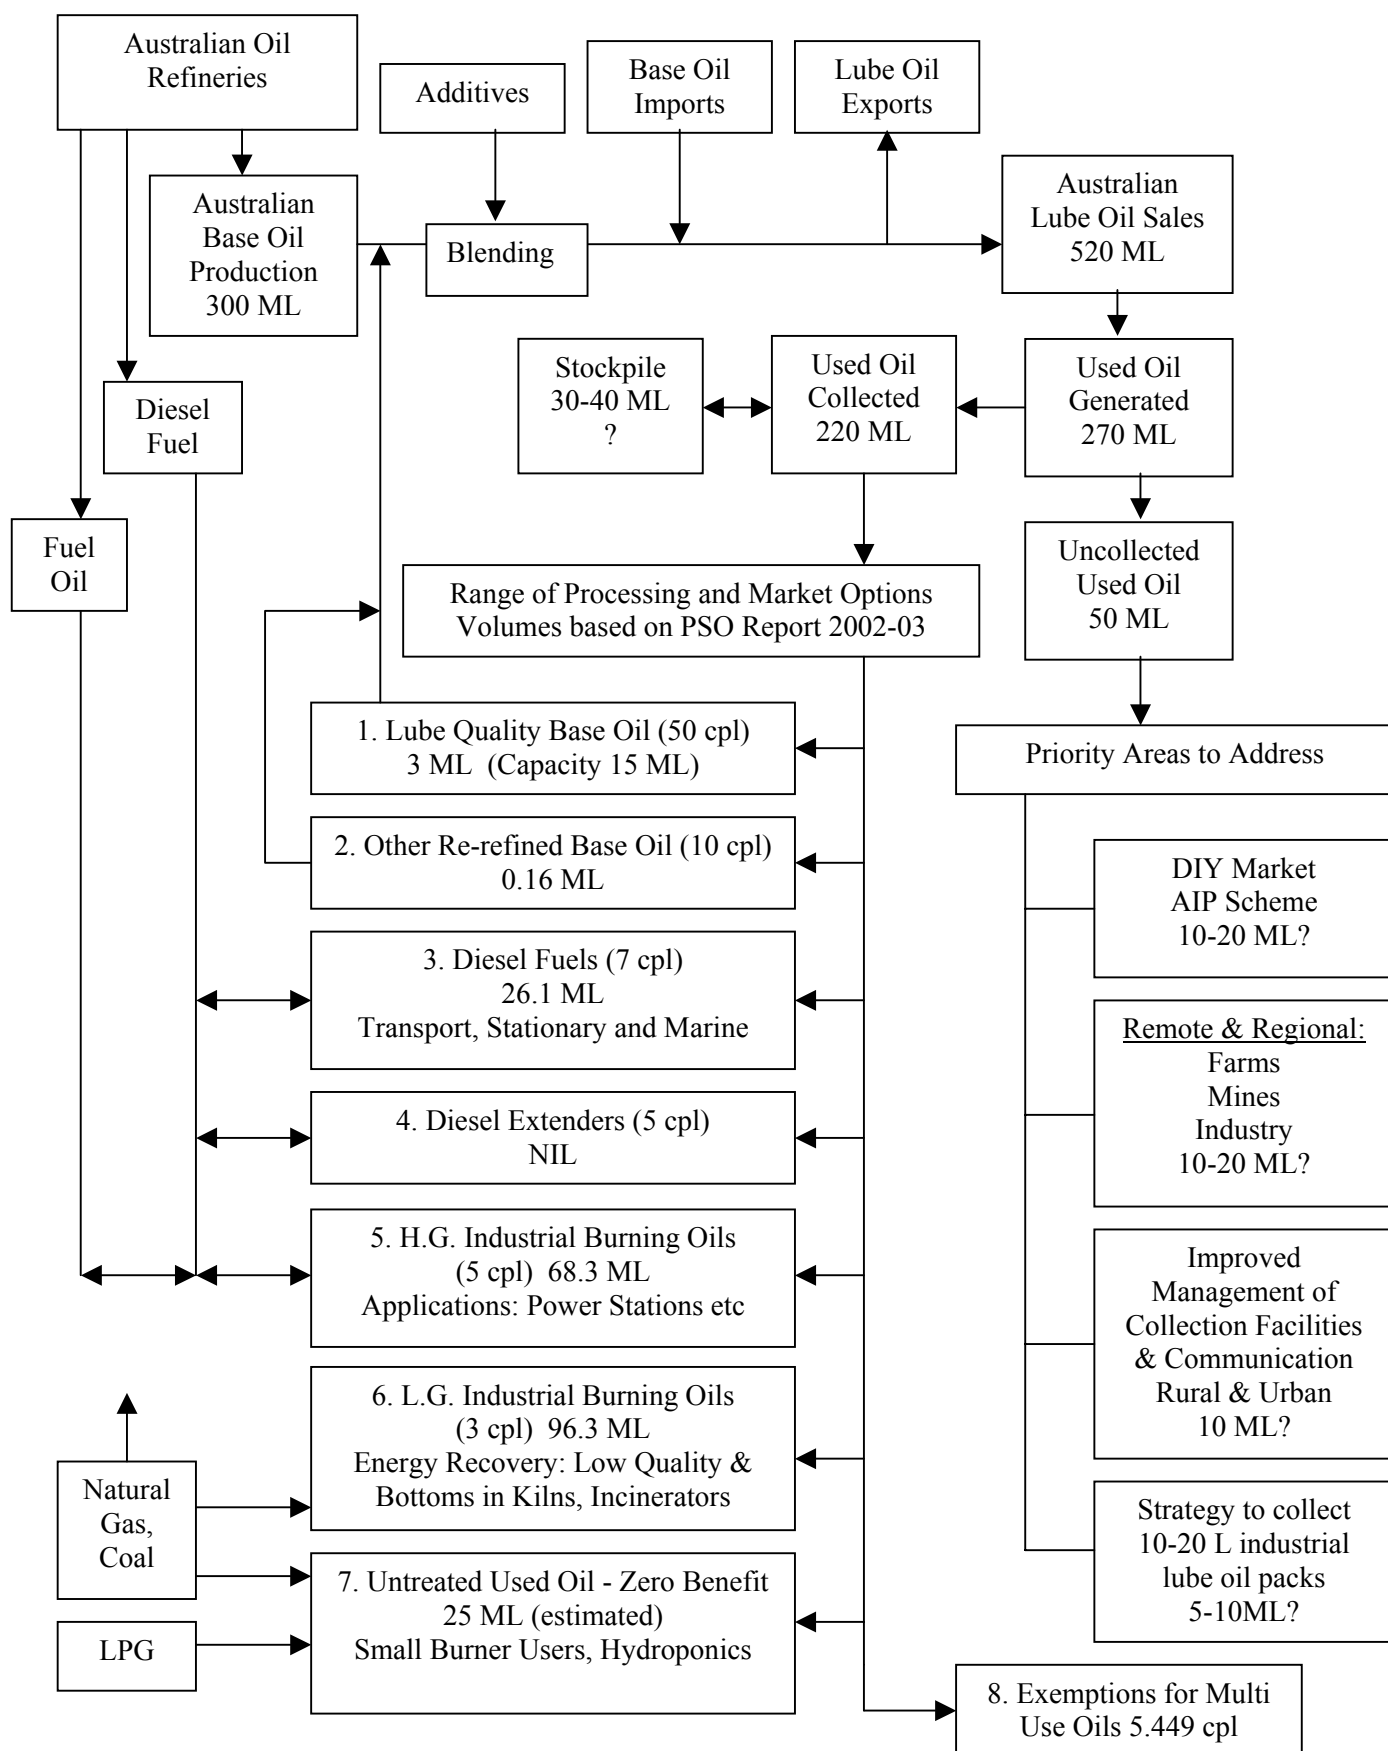 Australian Oil
Refineries
Additives
Base Oil
Imports
Lube Oil
Exports
Australian
Base Oil
Production
300 ML
Blending
Australian
Lube Oil Sales
520 ML
Stockpile
30-40 ML
?
Used Oil
Collected
220 ML
Used Oil
Generated
270 ML
Diesel
Fuel
Fuel
Oil
Uncollected
Used Oil
50 ML
Range of Processing and Market Options
Volumes based on PSO Report 2002-03
1. Lube Quality Base Oil (50 cpl)
3 ML (Capacity 15 ML)
Priority Areas to Address
2. Other Re-refined Base Oil (10 cpl)
0.16 ML
DIY Market
AIP Scheme
10-20 ML?
3. Diesel Fuels (7 cpl)
26.1 ML
Transport, Stationary and Marine
Remote & Regional:
Farms
Mines
Industry
10-20 ML?
4. Diesel Extenders (5 cpl)
NIL
5. H.G. Industrial Burning Oils
(5 cpl) 68.3 ML
Applications: Power Stations etc
Improved
Management of
Collection Facilities
& Communication
Rural & Urban
10 ML?
6. L.G. Industrial Burning Oils
(3 cpl) 96.3 ML
Energy Recovery: Low Quality &
Bottoms in Kilns, Incinerators
Natural
Gas,
Coal
Strategy to collect
10-20 L industrial
lube oil packs
5-10ML?
7. Untreated Used Oil - Zero Benefit
25 ML (estimated)
Small Burner Users, Hydroponics
LPG
8. Exemptions for Multi
Use Oils 5.449 cpl